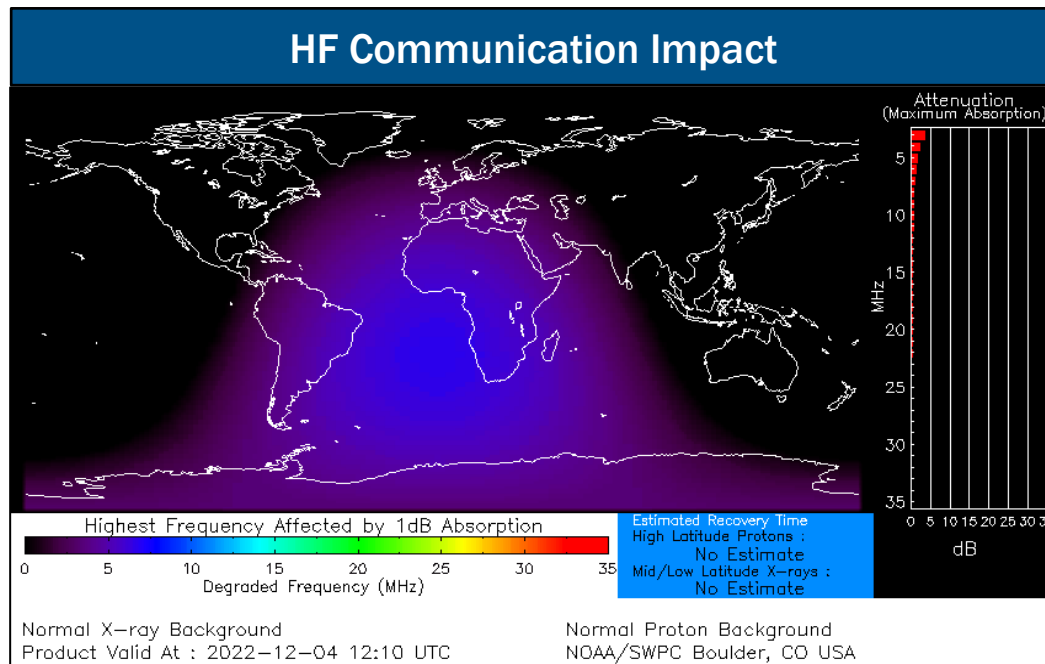 HF Communication Impact
Attenuation
(Maximum Absorption)
5
10
15
20
25
30
35
MHz
0 5 10 15 20 25 30
dB
Highest Frequency Affected by 1dB Absorption
0 5 10 15 20 25 30 35
Degraded Frequency (MHz)
Estimated Recovery Time
High Latitude Protons :
No Estimate
Mid/Low Latitude X-rays :
No Estimate
Normal X-ray Background
Product Valid At : 2022-12-04 12:10 UTC
Normal Proton Background
NOAA/SWPC Boulder, CO USA